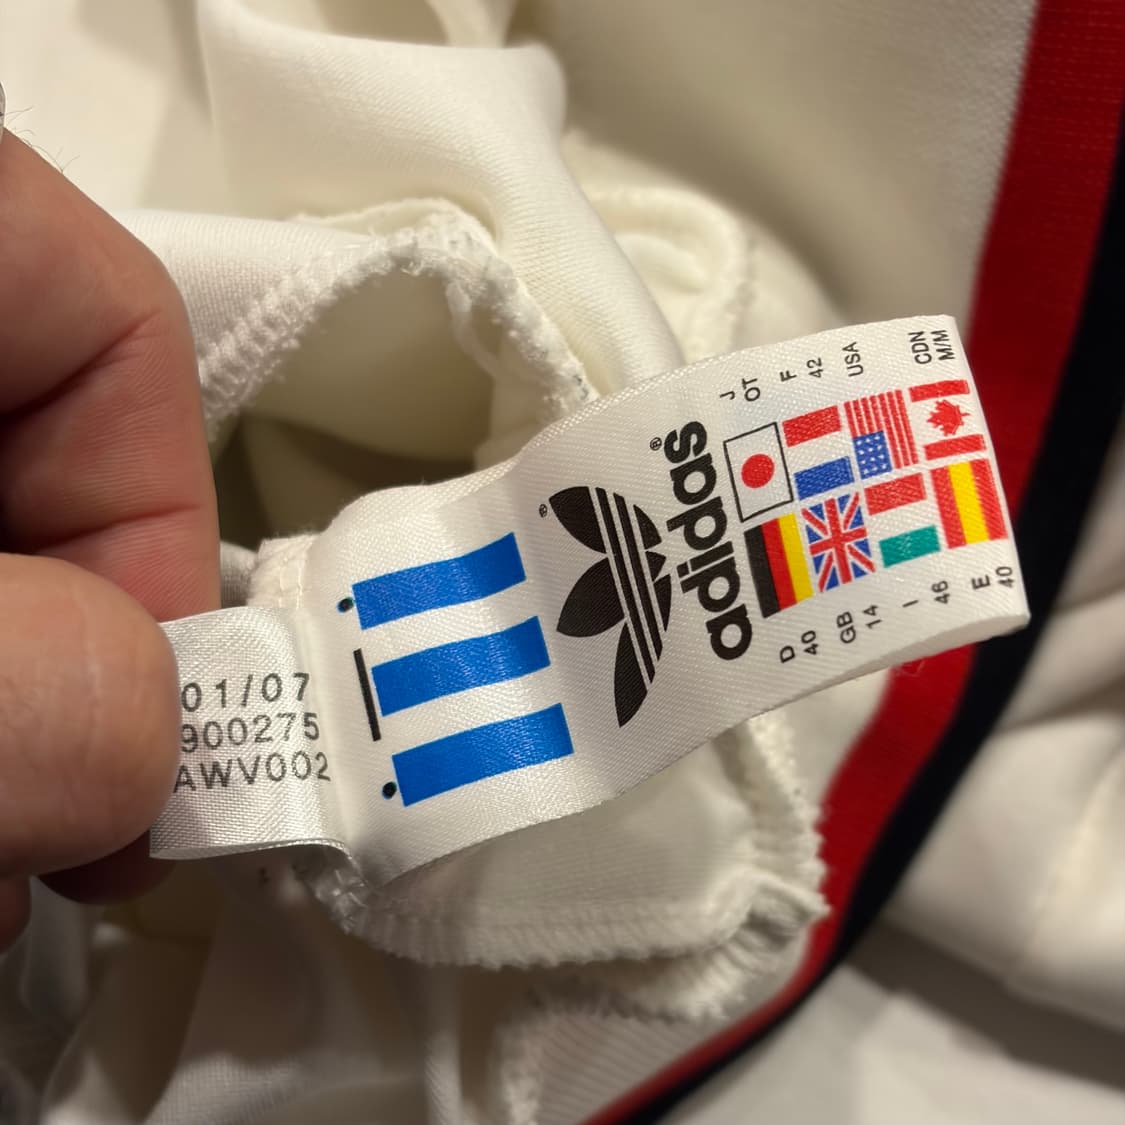 01/07
900275
AWV002
®
adidas®
J
OT
F
42
USA
CDN
M/M
D
40
GB
14
I
46
E
40